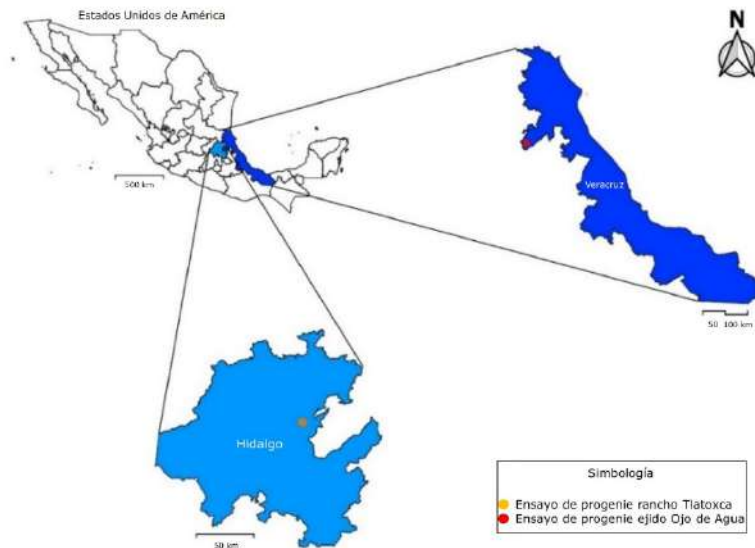 Estados Unidos de América
N
500 km
Veracruz
50 100 km
Hidalgo
50 km
Simbología
Ensayo de progenie rancho Tlatoxca
Ensayo de progenie ejido Ojo de Agua